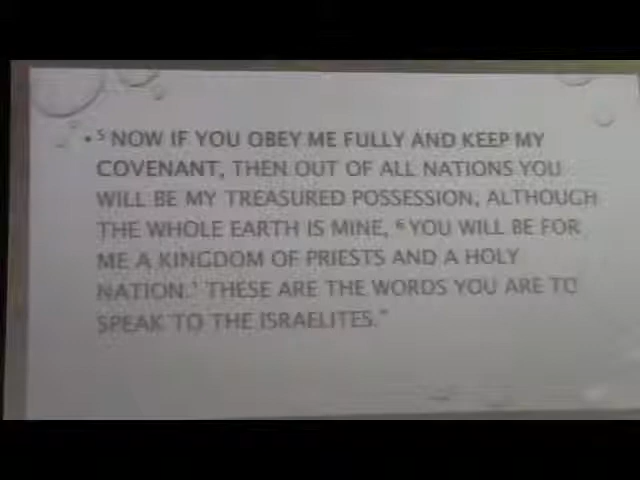 • ⁵ NOW IF YOU OBEY ME FULLY AND KEEP MY
COVENANT, THEN OUT OF ALL NATIONS YOU
WILL BE MY TREASURED POSSESSION, ALTHOUGH
THE WHOLE EARTH IS MINE, ⁶ YOU WILL BE FOR
ME A KINGDOM OF PRIESTS AND A HOLY
NATION.' THESE ARE THE WORDS YOU ARE TO
SPEAK TO THE ISRAELITES."